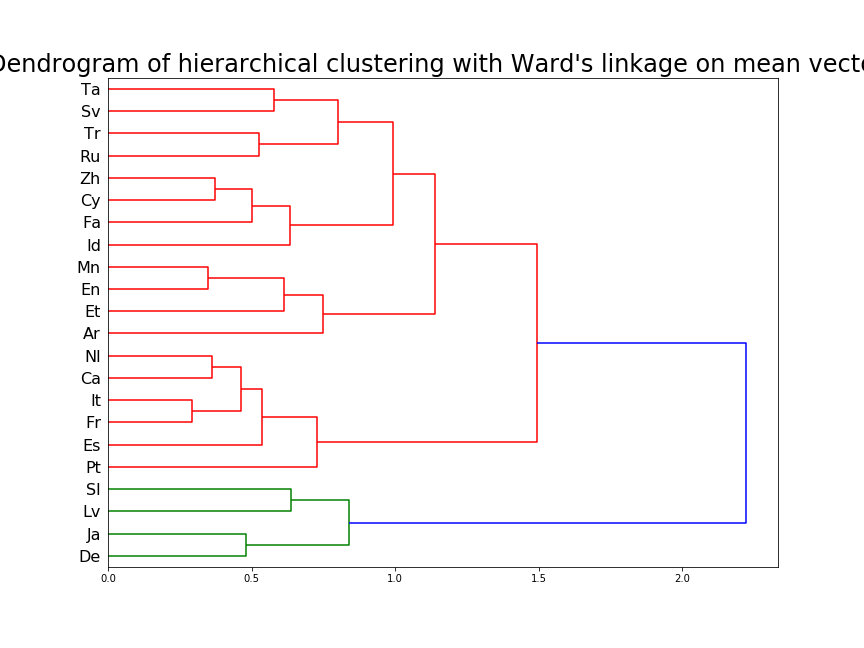 Dendrogram of hierarchical clustering with Ward's linkage on mean vecto
Ta
Sv
Tr
Ru
Zh
Cy
Fa
Id
Mn
En
Et
Ar
Nl
Ca
It
Fr
Es
Pt
Sl
Lv
Ja
De
0.0 0.5 1.0 1.5 2.0